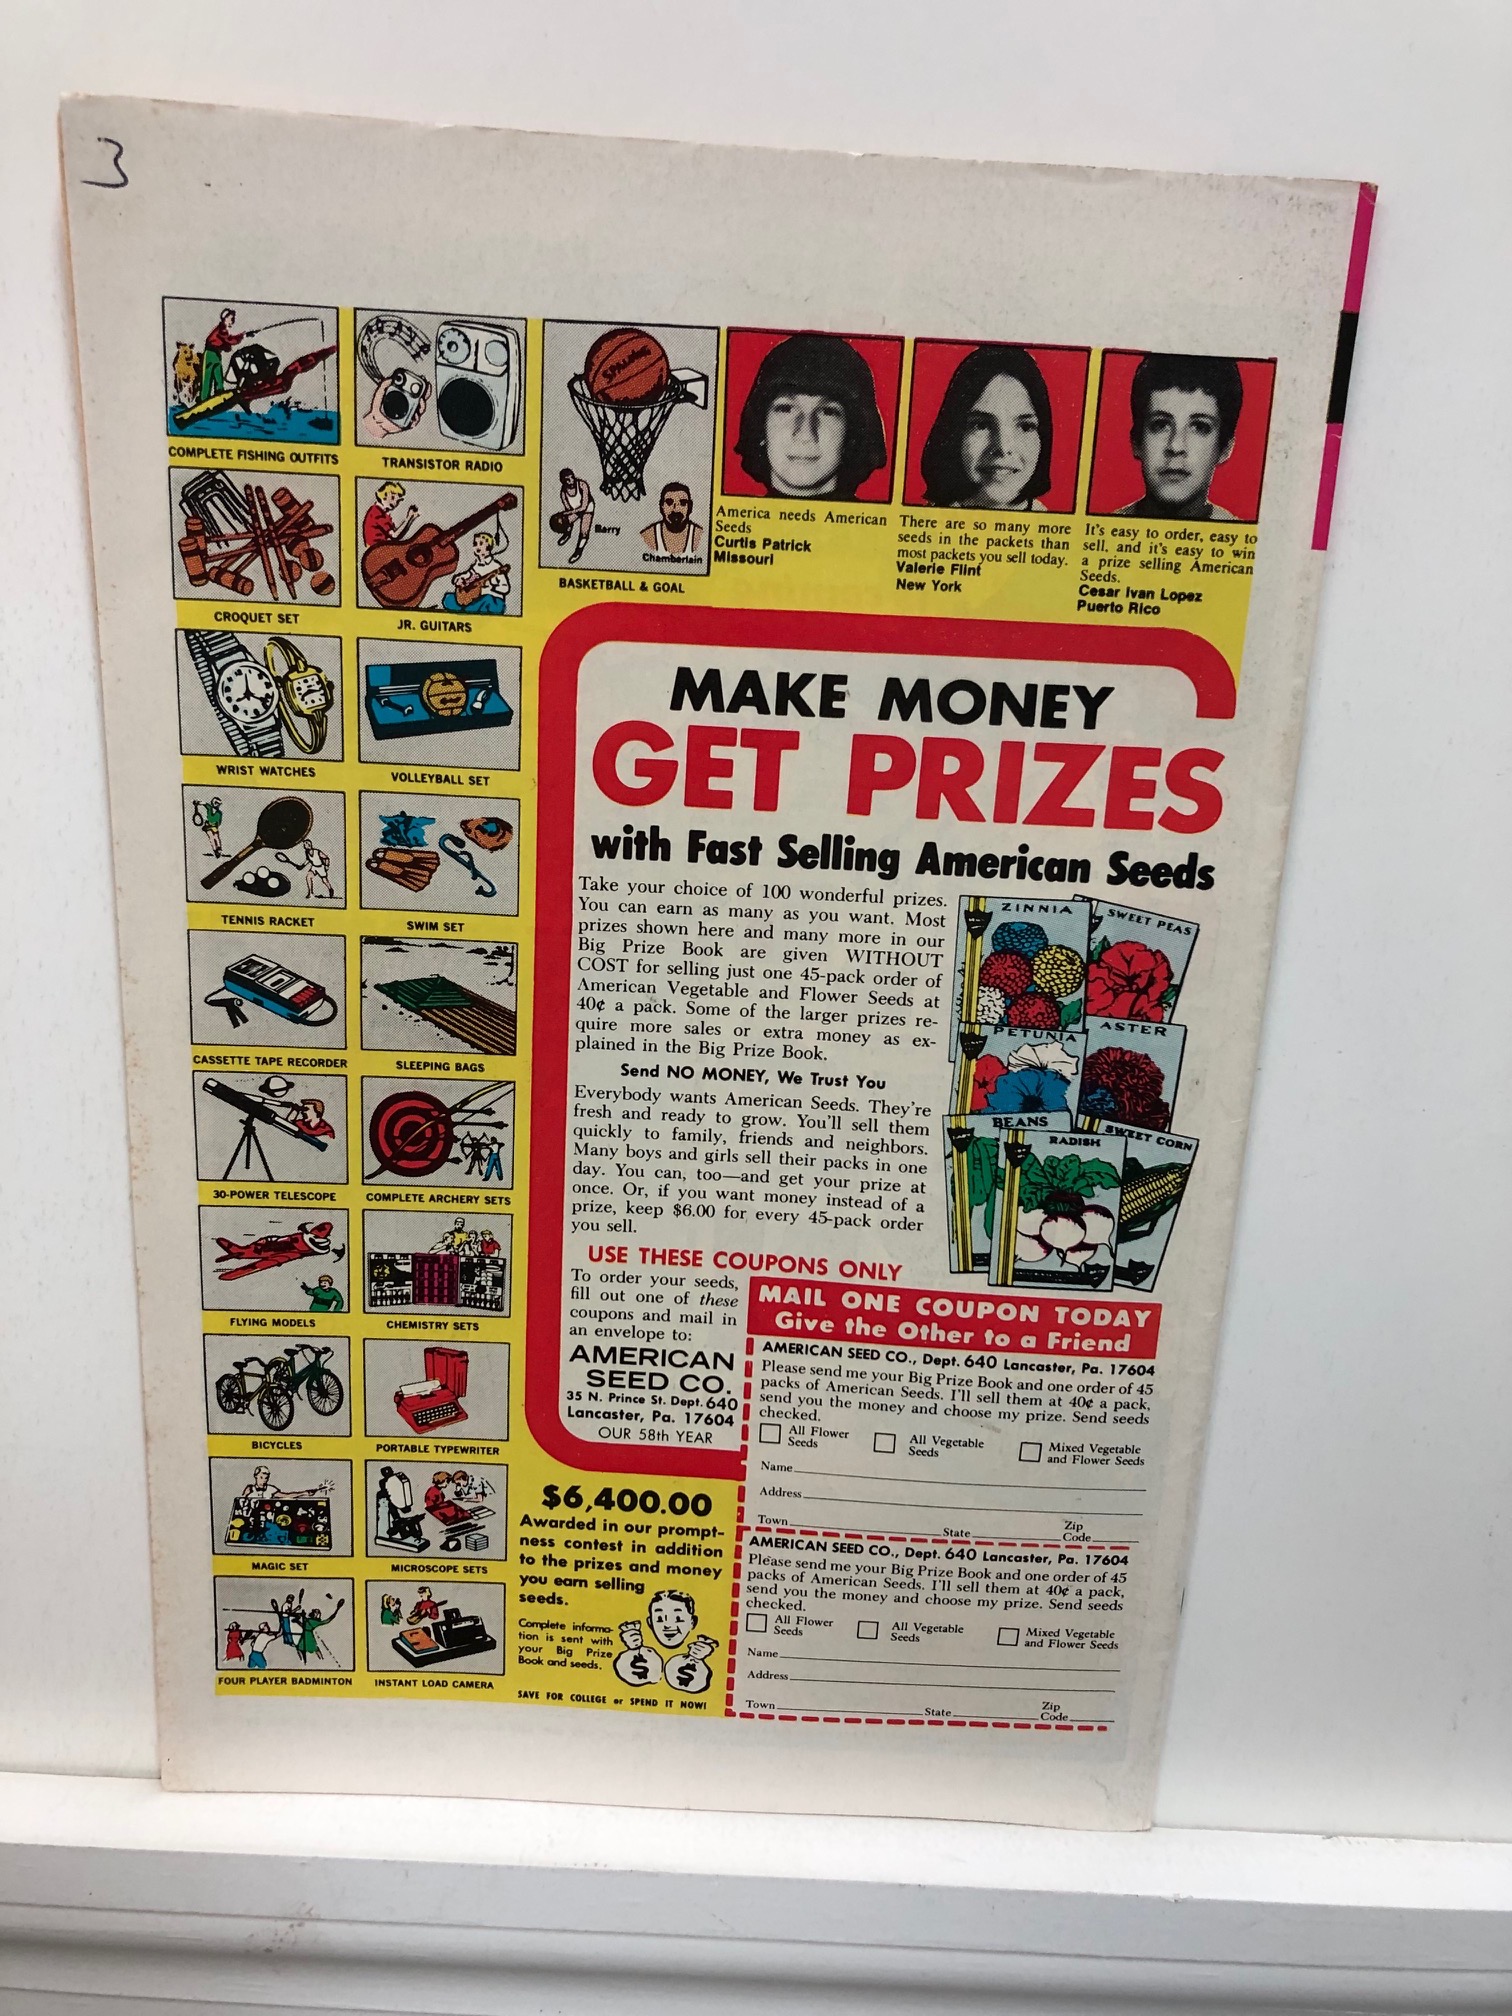 3
COMPLETE FISHING OUTFITS
TRANSISTOR RADIO
SPALDING
Barry
Chamberlain
BASKETBALL & GOAL
CROQUET SET
JR. GUITARS
WRIST WATCHES
VOLLEYBALL SET
TENNIS RACKET
SWIM SET
CASSETTE TAPE RECORDER
SLEEPING BAGS
30-POWER TELESCOPE
COMPLETE ARCHERY SETS
FLYING MODELS
CHEMISTRY SETS
BICYCLES
PORTABLE TYPEWRITER
MAGIC SET
MICROSCOPE SETS
FOUR PLAYER BADMINTON
INSTANT LOAD CAMERA
America needs American
Seeds
Curtis Patrick
Missouri
There are so many more
seeds in the packets than
most packets you sell today.
Valerie Flint
New York
It's easy to order, easy to
sell, and it's easy to win
a prize selling American
Seeds.
Cesar Ivan Lopez
Puerto Rico
MAKE MONEY
GET PRIZES
with Fast Selling American Seeds
Take your choice of 100 wonderful prizes.
You can earn as many as you want. Most
prizes shown here and many more in our
Big Prize Book are given WITHOUT
COST for selling just one 45-pack order of
American Vegetable and Flower Seeds at
40¢ a pack. Some of the larger prizes re-
quire more sales or extra money as ex-
plained in the Big Prize Book.
Send NO MONEY, We Trust You
Everybody wants American Seeds. They're
fresh and ready to grow. You'll sell them
quickly to family, friends and neighbors.
Many boys and girls sell their packs in one
day. You can, too—and get your prize at
once. Or, if you want money instead of a
prize, keep $6.00 for every 45-pack order
you sell.
ZINNIA
SWEET PEAS
PETUNIA
ASTER
BEANS
RADISH
SWEET CORN
USE THESE COUPONS ONLY
To order your seeds,
fill out one of these
coupons and mail in
an envelope to:
AMERICAN
SEED CO.
35 N. Prince St. Dept. 640
Lancaster, Pa. 17604
OUR 58th YEAR
MAIL ONE COUPON TODAY
Give the Other to a Friend
AMERICAN SEED CO., Dept. 640 Lancaster, Pa. 17604
Please send me your Big Prize Book and one order of 45
packs of American Seeds. I'll sell them at 40¢ a pack,
send you the money and choose my prize. Send seeds
checked.
All Flower Seeds
All Vegetable Seeds
Mixed Vegetable and Flower Seeds
Name
Address
Town State Zip Code
AMERICAN SEED CO., Dept. 640 Lancaster, Pa. 17604
Please send me your Big Prize Book and one order of 45
packs of American Seeds. I'll sell them at 40¢ a pack,
send you the money and choose my prize. Send seeds
checked.
All Flower Seeds
All Vegetable Seeds
Mixed Vegetable and Flower Seeds
Name
Address
Town State Zip Code
$6,400.00
Awarded in our prompt-
ness contest in addition
to the prizes and money
you earn selling
seeds.
Complete informa-
tion is sent with
your Big Prize
Book and seeds.
$ $
SAVE FOR COLLEGE or SPEND IT NOW!